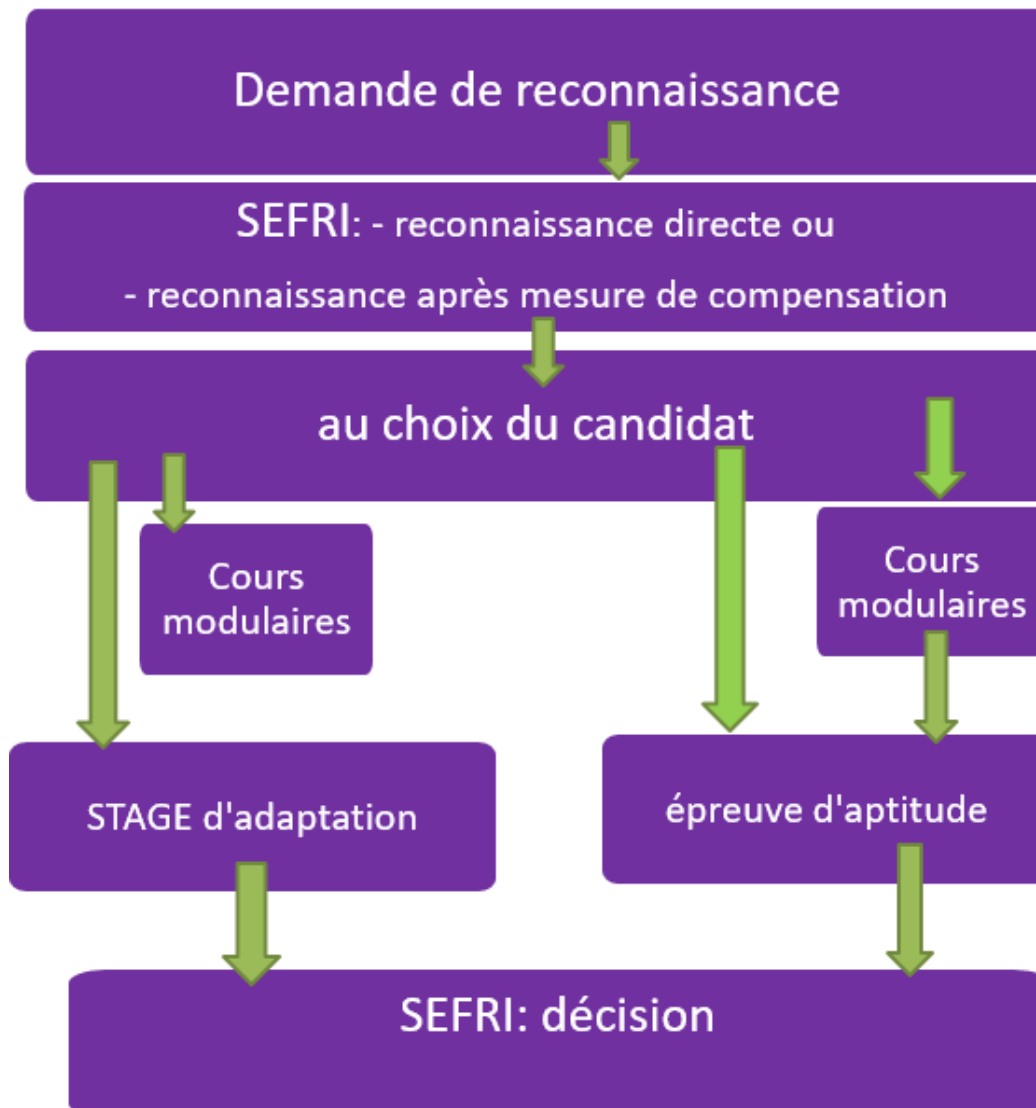 Demande de reconnaissance
SEFRI: - reconnaissance directe ou
- reconnaissance après mesure de compensation
au choix du candidat
Cours
modulaires
Cours
modulaires
STAGE d'adaptation
épreuve d'aptitude
SEFRI: décision